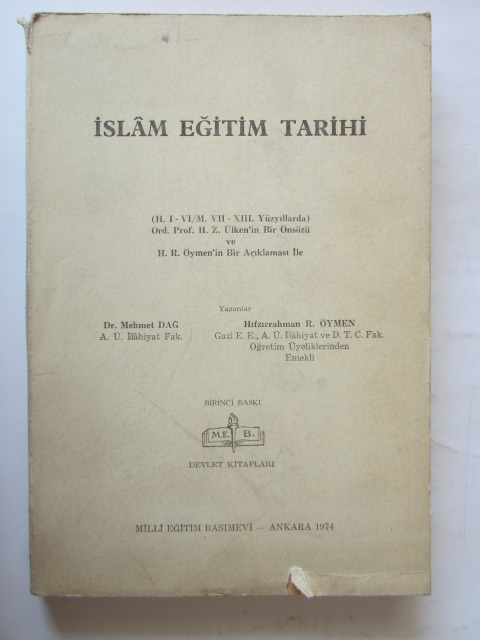 İSLÂM EĞİTİM TARİHİ
(H. I - VI/M. VII - XIII. Yüzyıllarda)
Ord. Prof. H. Z. Ülken'in Bir Önsözü
ve
H. R. Öymen'in Bir Açıklaması İle
Yazanlar
Dr. Mehmet DAĞ
A. Ü. İlâhiyat Fak.
Hıfzırrahman R. ÖYMEN
Gazi E. E., A. Ü. İlâhiyat ve D. T. C. Fak.
Öğretim Üyeliklerinden
Emekli
BİRİNCİ BASKI
M.E. B.
DEVLET KİTAPLARI
MİLLÎ EĞİTİM BASIMEVİ — ANKARA 1974